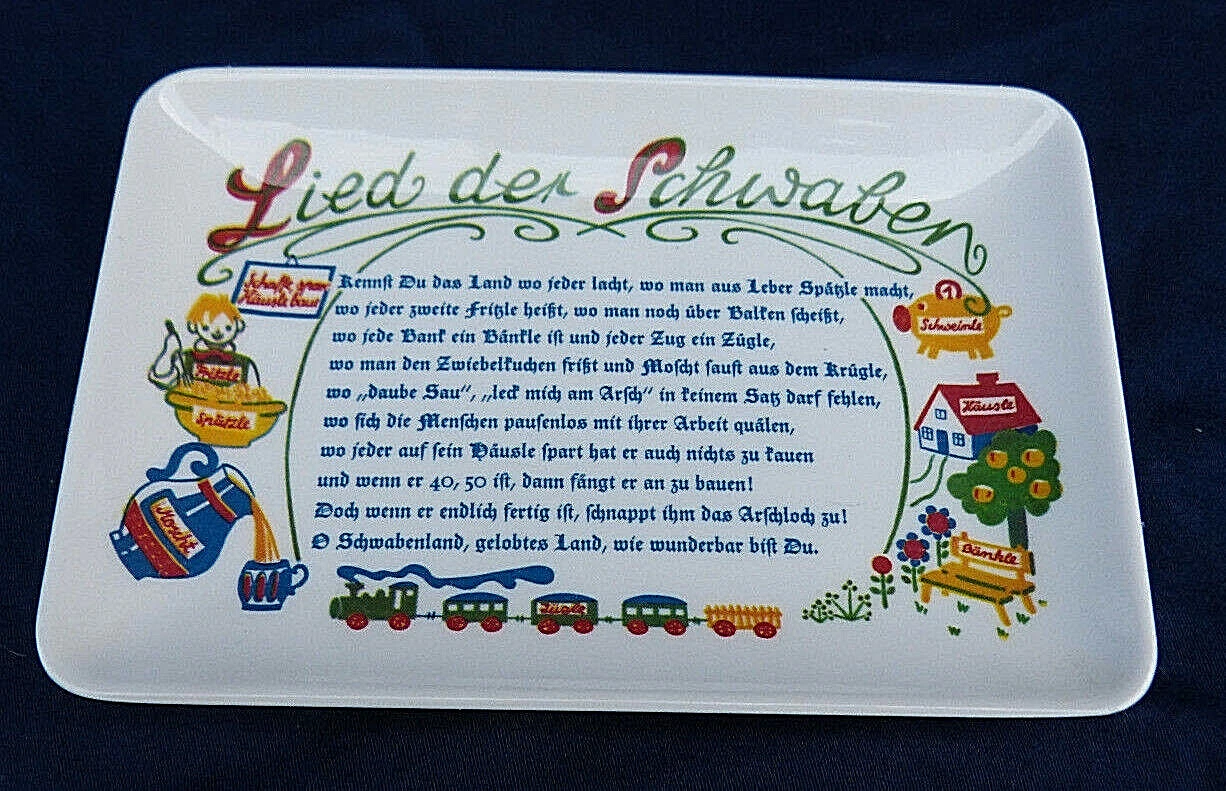 Lied der Schwaben
Schaffe spare
Häusle baue
Kennst Du das Land wo jeder lacht, wo man aus Leber Spätzle macht,
wo jeder zweite Fritzle heißt, wo man noch über Balken scheißt,
wo jede Bank ein Bänkle ist und jeder Zug ein Zügle,
wo man den Zwiebelkuchen frißt und Moscht sauft aus dem Krügle,
wo „daube Sau“, „leck mich am Arsch“ in keinem Satz darf fehlen,
wo sich die Menschen pausenlos mit ihrer Arbeit quälen,
wo jeder auf sein Häusle spart hat er auch nichts zu kauen
und wenn er 40, 50 ist, dann fängt er an zu bauen!
Doch wenn er endlich fertig ist, schnappt ihm das Arschloch zu!
O Schwabenland, gelobtes Land, wie wunderbar bist Du.
Fritzle
Spätzle
Moscht
Zügle
1
Schweinle
Häusle
Bänkle